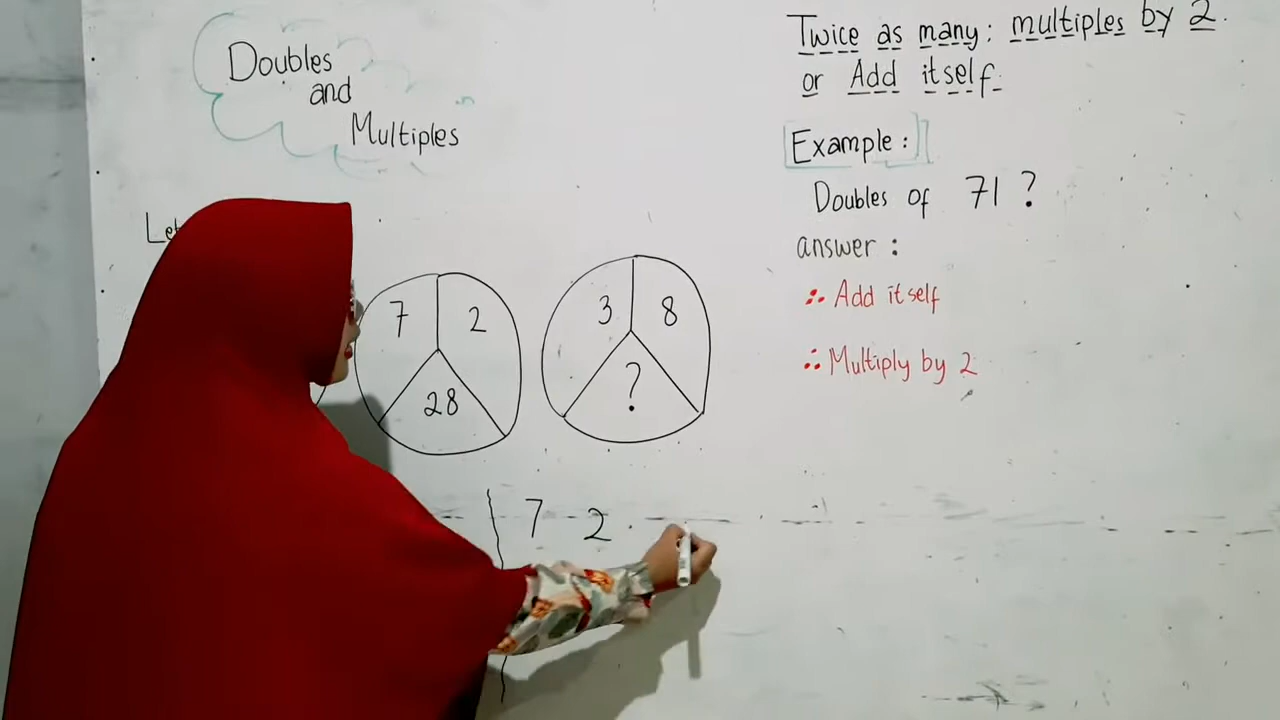 Doubles
and
Multiples
7 2
28
3 8
?
7 2
Twice as many: multiples by 2.
or Add itself.
Example:
Doubles of 71 ?
answer :
∴ Add itself
∴ Multiply by 2